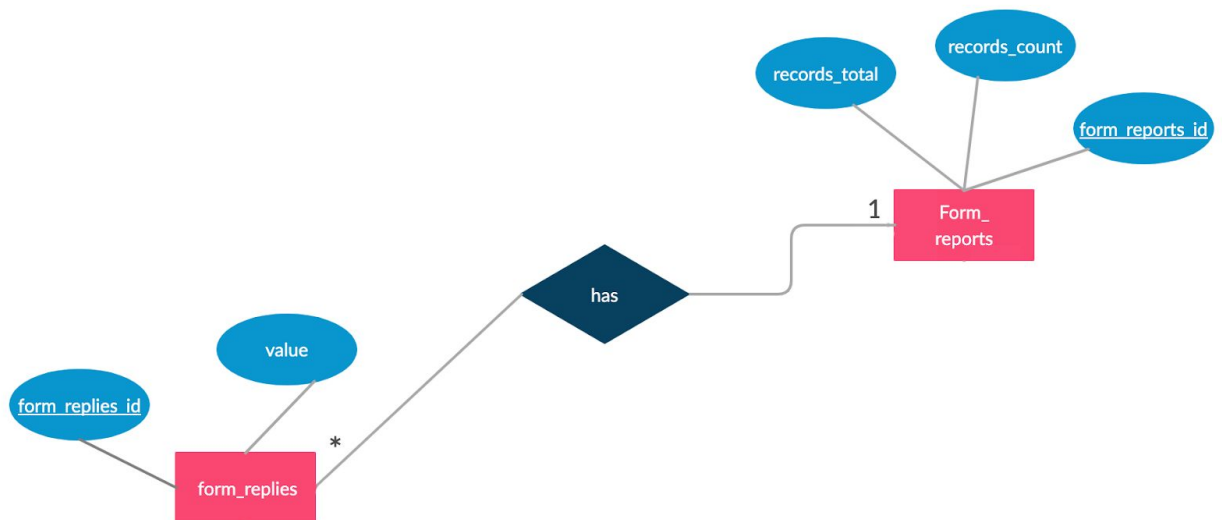 records_count
records_total
form_reports_id
1
Form_
reports
has
value
form_replies_id
*
form_replies